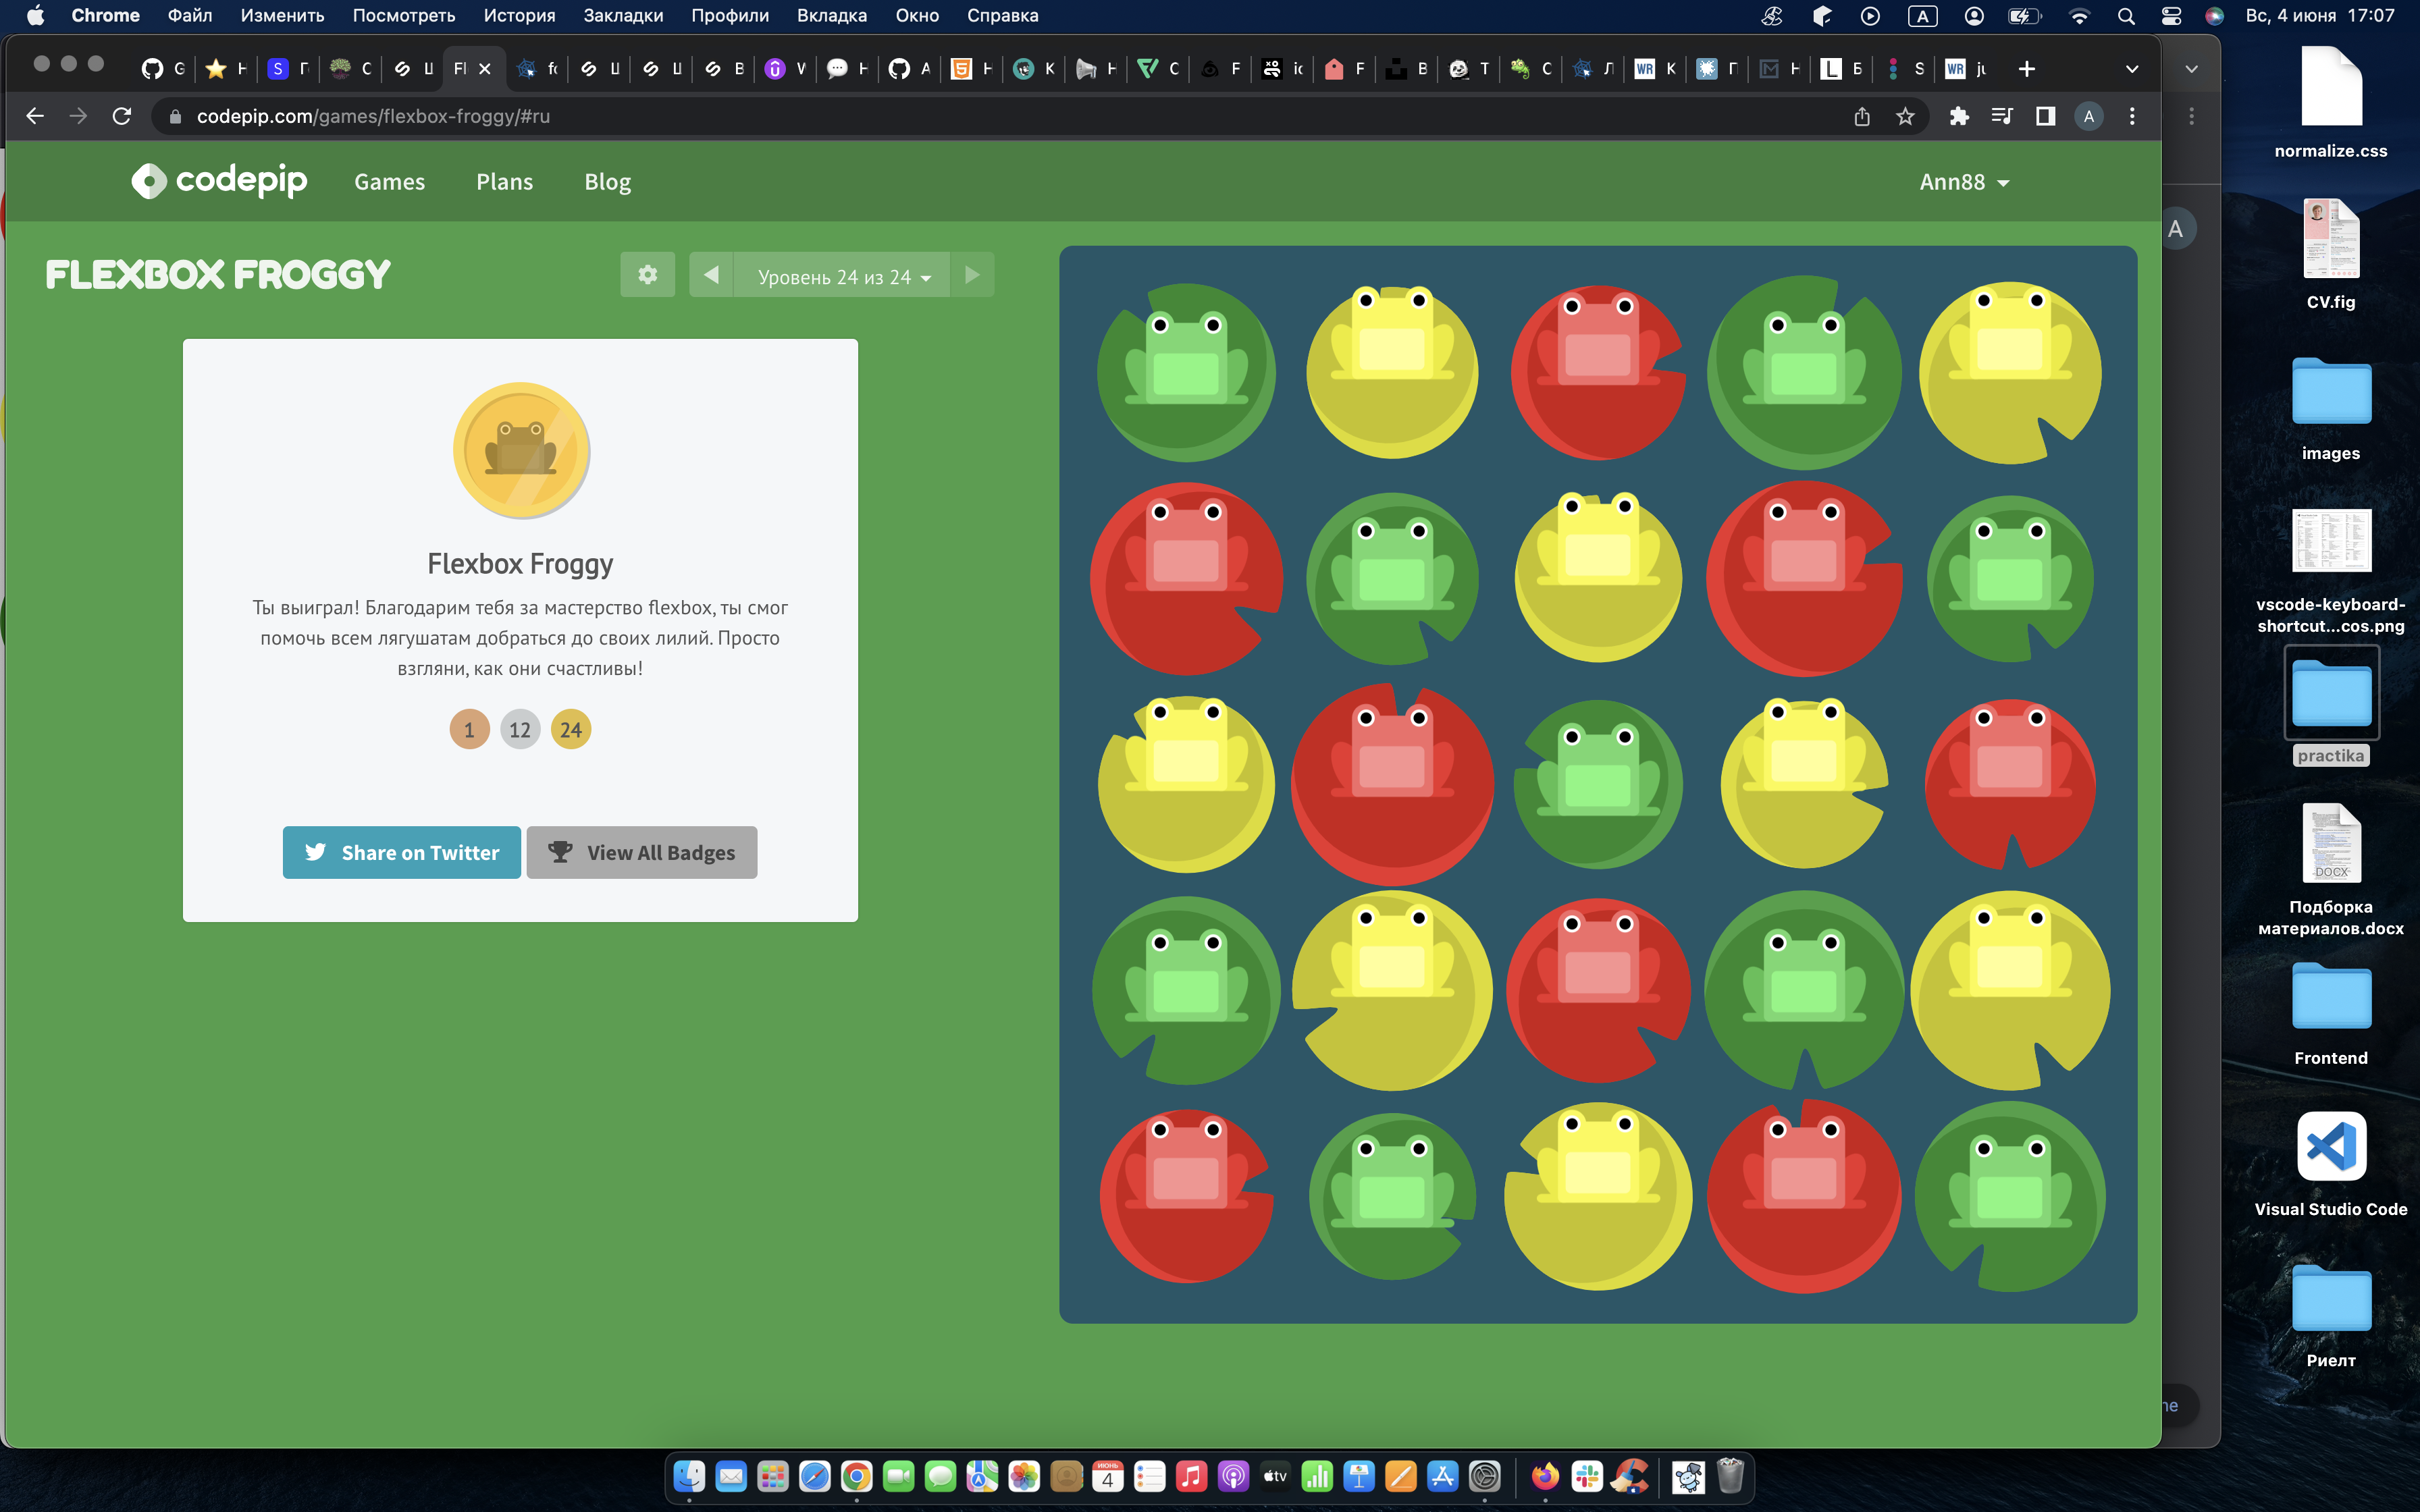 Chrome Файл Изменить Посмотреть История Закладки Профили Вкладка Окно Справка
A
Вс, 4 июня 17:07
codepip.com/games/flexbox-froggy/#ru
A
codepip Games Plans Blog
Ann88
FLEXBOX FROGGY
Уровень 24 из 24
Flexbox Froggy
Ты выиграл! Благодарим тебя за мастерство flexbox, ты смог
помочь всем лягушатам добраться до своих лилий. Просто
взгляни, как они счастливы!
1 12 24
Share on Twitter
View All Badges
A
normalize.css
CV.fig
images
vscode-keyboard-
shortcut...cos.png
practika
DOCX
Подборка
материалов.docx
Frontend
Visual Studio Code
Риелт
ИЮНЬ
4
tv